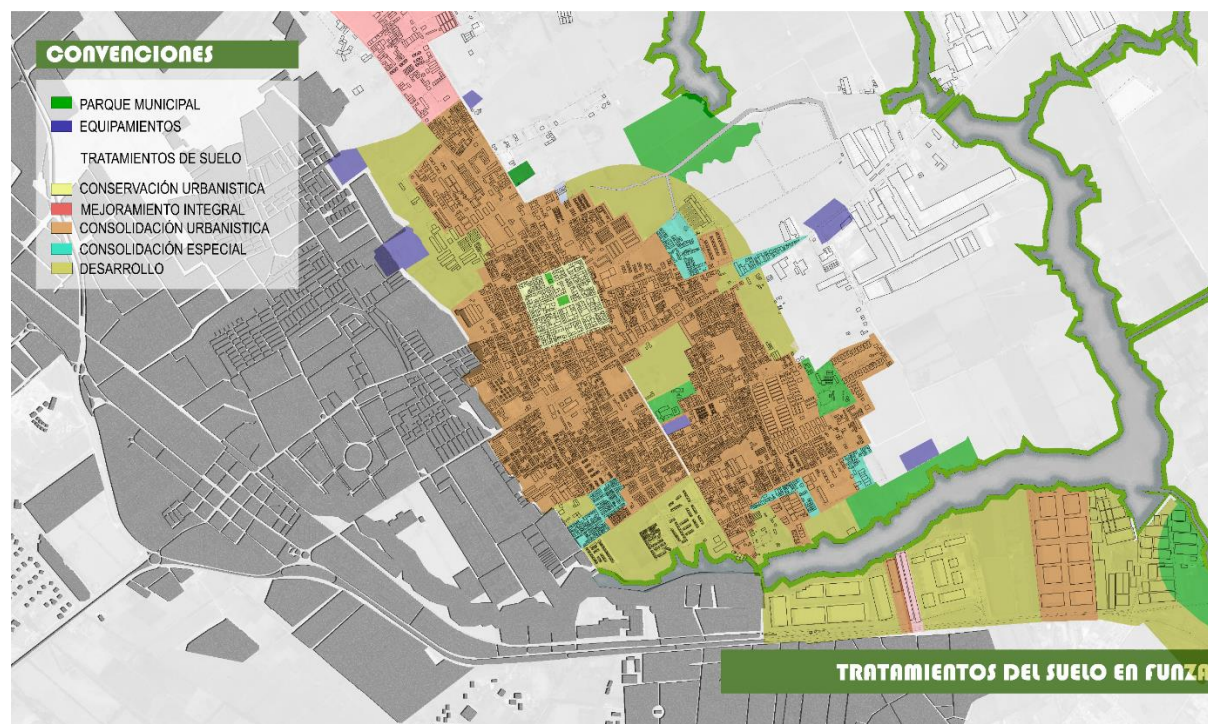 CONVENCIONES
PARQUE MUNICIPAL
EQUIPAMIENTOS
TRATAMIENTOS DE SUELO
CONSERVACIÓN URBANISTICA
MEJORAMIENTO INTEGRAL
CONSOLIDACIÓN URBANISTICA
CONSOLIDACIÓN ESPECIAL
DESARROLLO
TRATAMIENTOS DEL SUELO EN FUNZA